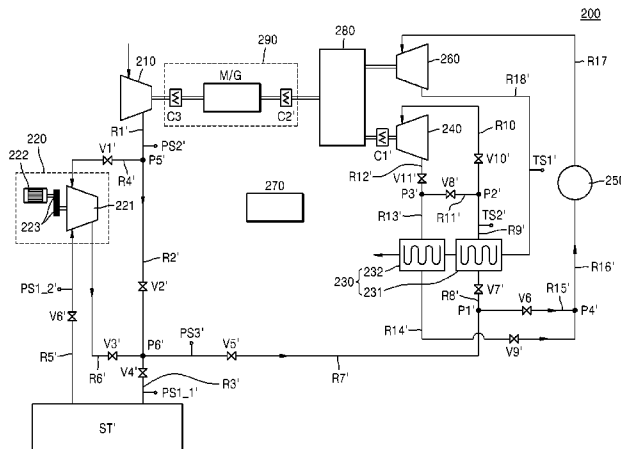 200
290
280
210
M/G
260
R17
R18'
C3
C2'
R1'
240
R10
PS2'
C1'
220
V1'
P5'
R12'
TS1'
222
R4'
V11'
V10'
250
V8'
P3'
P2'
221
270
R11'
223
R13'
TS2'
R9'
R2'
232
R16'
PS1_2'
230
231
V2'
V7'
R8'
V6
R15'
V6'
PS3'
P1'
P4'
R14'
V3'
P6'
V5'
V9'
R5'
R6'
V4'
R3'
R7'
PS1_1'
ST'